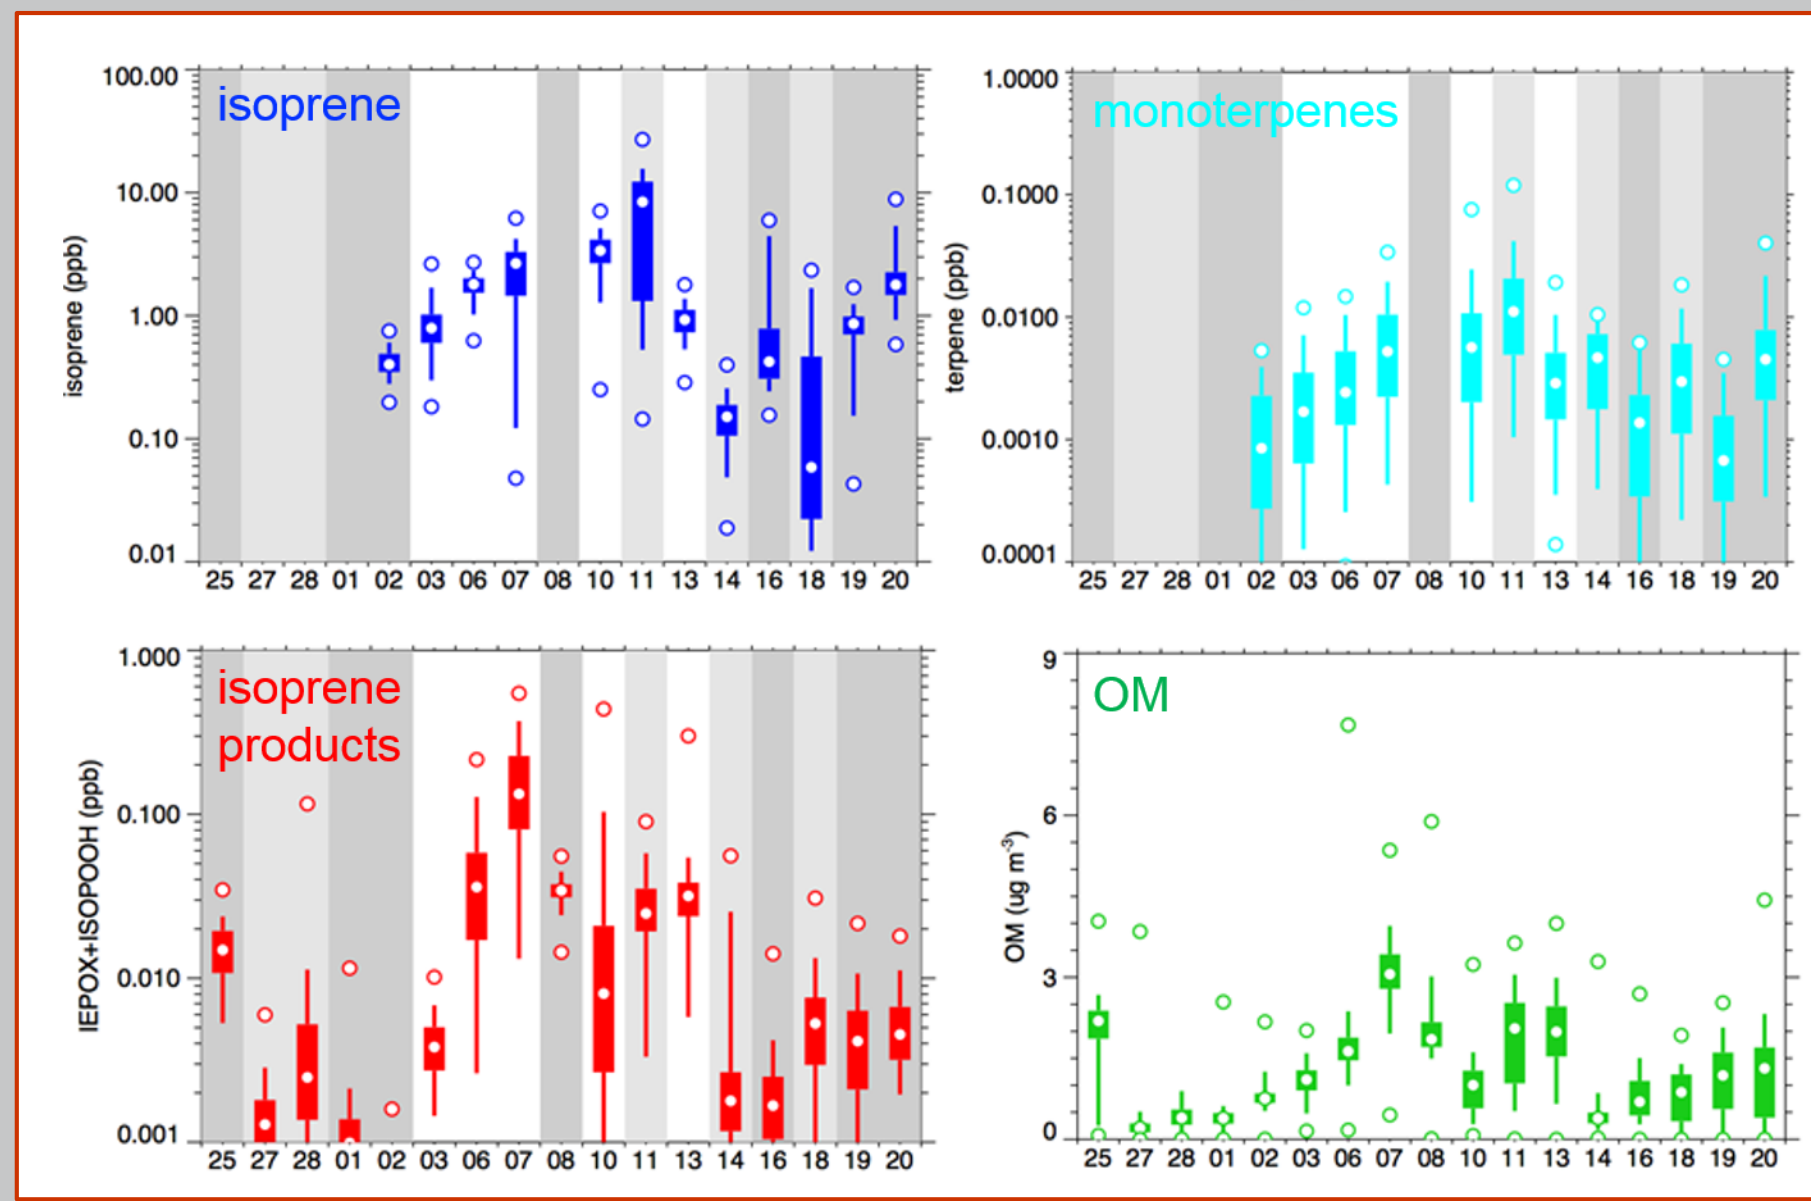 isoprene
isoprene (ppb)
100.00
10.00
1.00
0.10
0.01
25 27 28 01 02 03 06 07 08 10 11 13 14 16 18 19 20
monoterpenes
terpene (ppb)
1.0000
0.1000
0.0100
0.0010
0.0001
25 27 28 01 02 03 06 07 08 10 11 13 14 16 18 19 20
isoprene
products
IEPOX+ISOPOOH (ppb)
1.000
0.100
0.010
0.001
25 27 28 01 02 03 06 07 08 10 11 13 14 16 18 19 20
OM
OM (ug m⁻³)
9
6
3
0
25 27 28 01 02 03 06 07 08 10 11 13 14 16 18 19 20